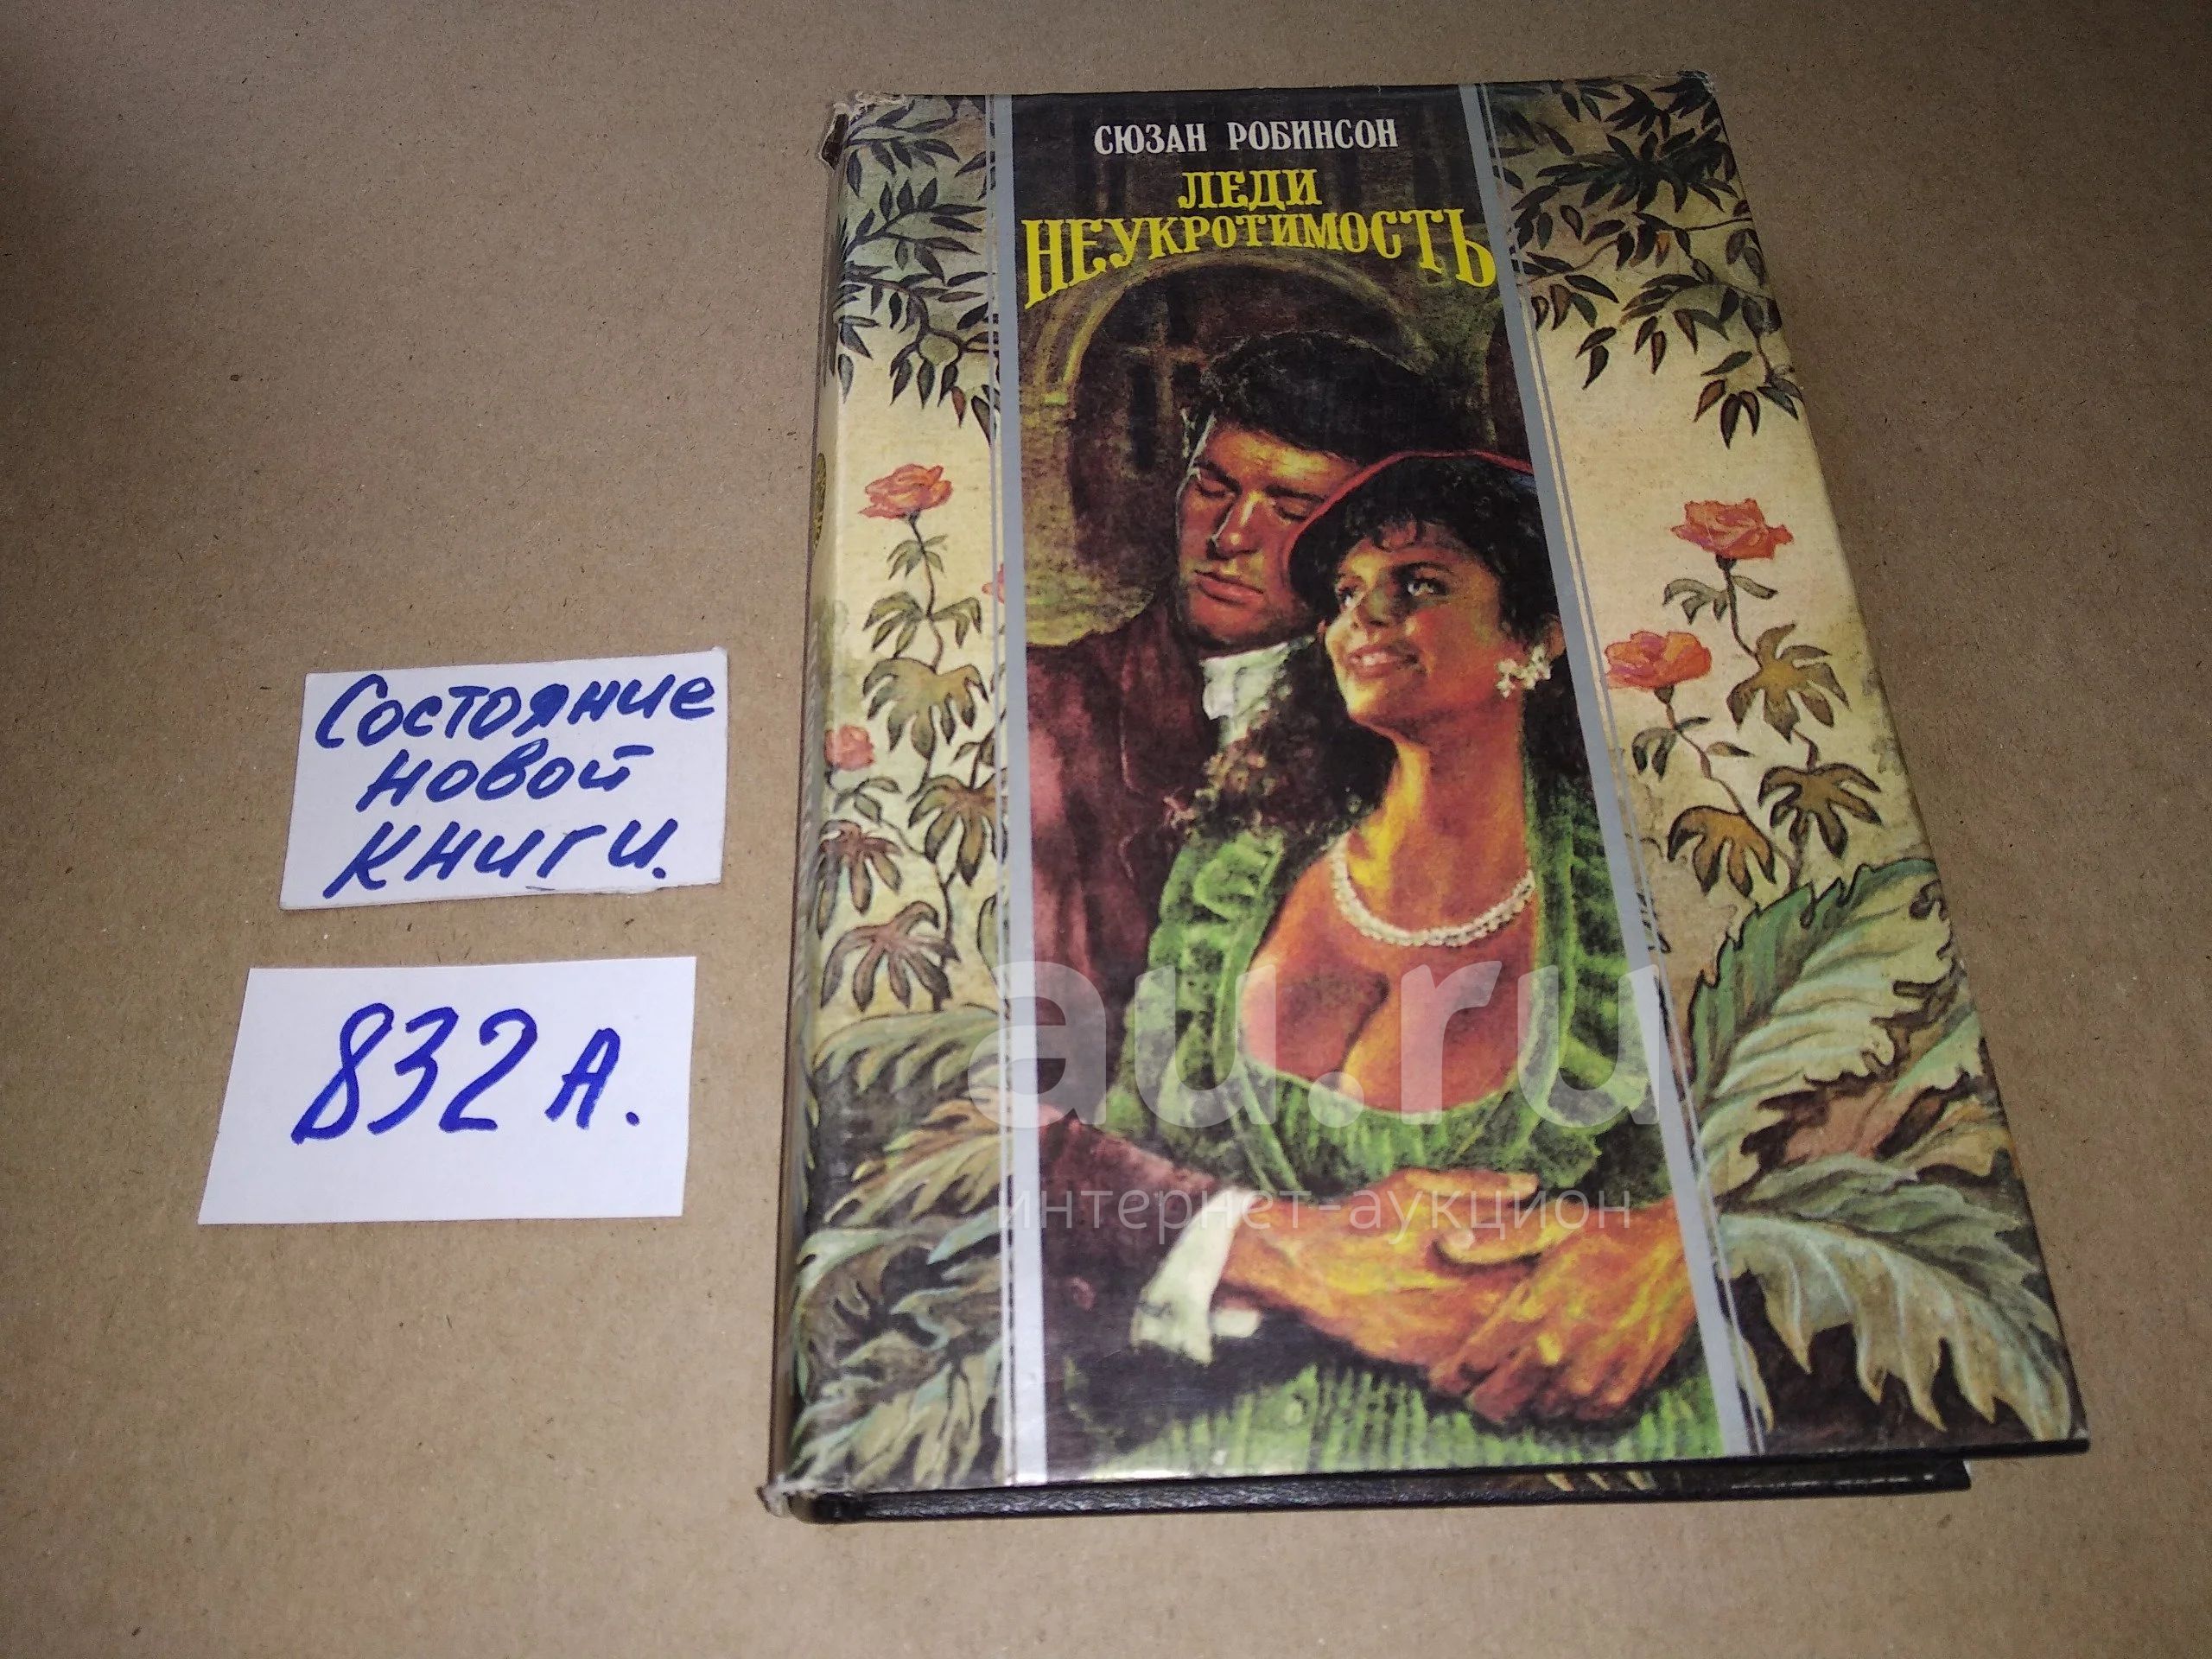 СЮЗАН РОБИНСОН
ЛЕДИ
НЕУКРОТИМОСТЬ
Состояние
новой
книги.
832 А.
au.ru
интернет-аукцион